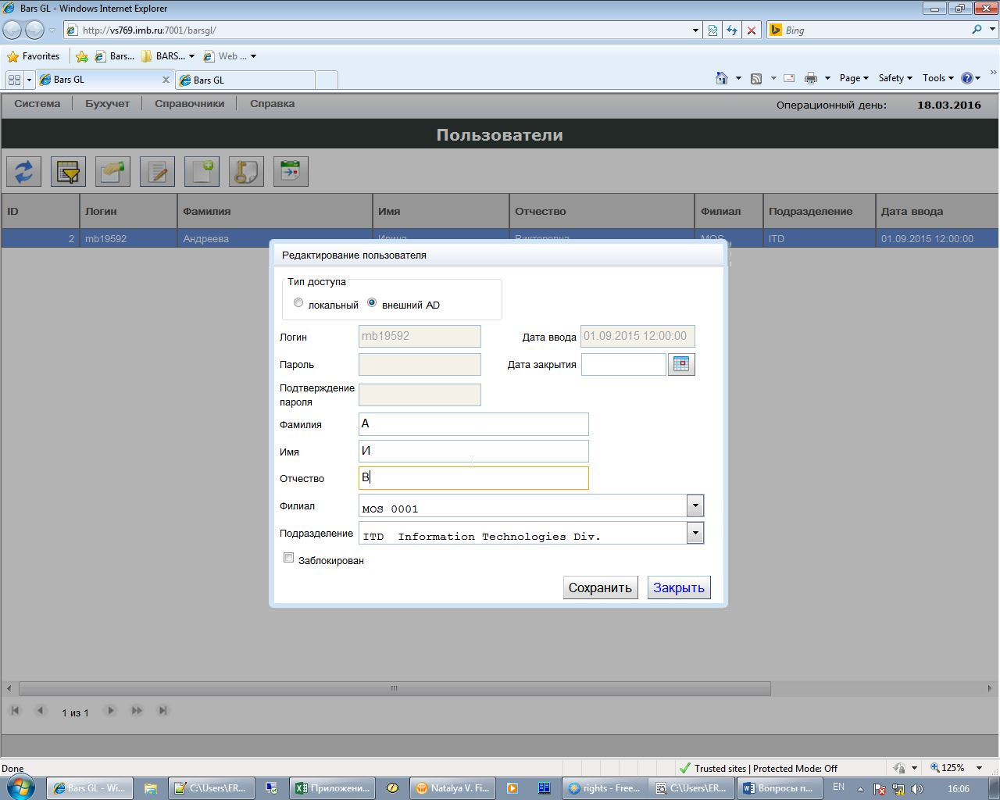 Bars GL - Windows Internet Explorer
http://vs769.imb.ru:7001/barsgl/
Bing
Favorites Bars... BARS... Web ...
Bars GL Bars GL Page Safety Tools
Система Бухучет Справочники Справка Операционный день: 18.03.2016
Пользователи
ID Логин Фамилия Имя Отчество Филиал Подразделение Дата ввода
2 mb19592 Андреева Ирина Викторовна MOS ITD 01.09.2015 12:00:00
Редактирование пользователя
Тип доступа
локальный внешний AD
Логин mb19592 Дата ввода 01.09.2015 12:00:00
Пароль Дата закрытия
Подтверждение
пароля
Фамилия А
Имя И
Отчество В
Филиал MOS 0001
Подразделение ITD Information Technologies Div.
Заблокирован
Сохранить Закрыть
1 из 1
Done Trusted sites | Protected Mode: Off 125%
Bars GL - Wi... C:\Users\ER... Приложени... Natalya V. Fi... rights - Free... C:\Users\ER... Вопросы п... EN 16:06